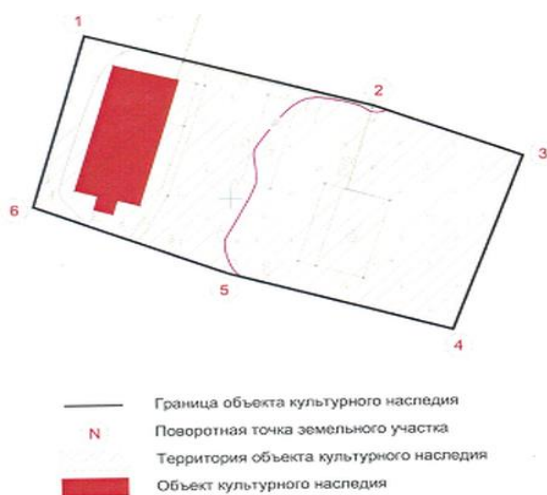 1
2
3
6
5
4
Граница объекта культурного наследия
N Поворотная точка земельного участка
Территория объекта культурного наследия
Объект культурного наследия